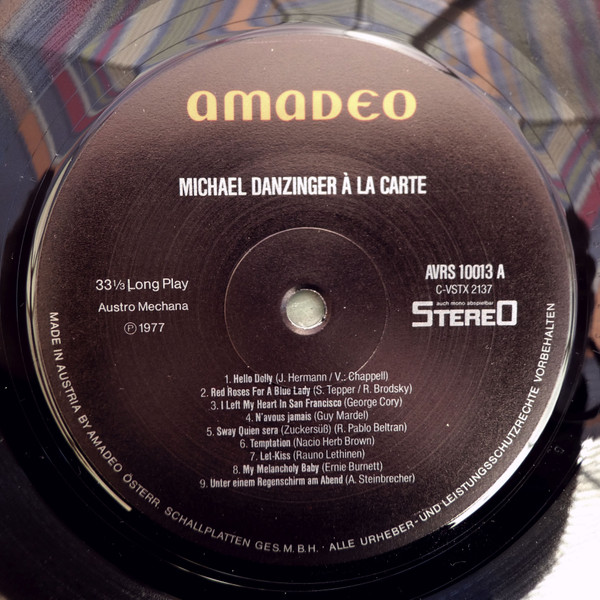 amadeo
MICHAEL DANZINGER À LA CARTE
33 1/3 Long Play
Austro Mechana
Ⓟ 1977
AVRS 10013 A
C-VSTX 2137
auch mono abspielbar
STEREO
1. Hello Dolly (J. Hermann / V.: Chappell)
2. Red Roses For A Blue Lady (S. Tepper / R. Brodsky)
3. I Left My Heart In San Francisco (George Cory)
4. N'avous jamais (Guy Mardel)
5. Sway Quien sera (Zuckersüß) (R. Pablo Beltran)
6. Temptation (Nacio Herb Brown)
7. Let-Kiss (Rauno Lethinen)
8. My Melancholy Baby (Ernie Burnett)
9. Unter einem Regenschirm am Abend (A. Steinbrecher)
MADE IN AUSTRIA BY AMADEO ÖSTERR. SCHALLPLATTEN GES.M.B.H. · ALLE URHEBER- UND LEISTUNGSSCHUTZRECHTE VORBEHALTEN